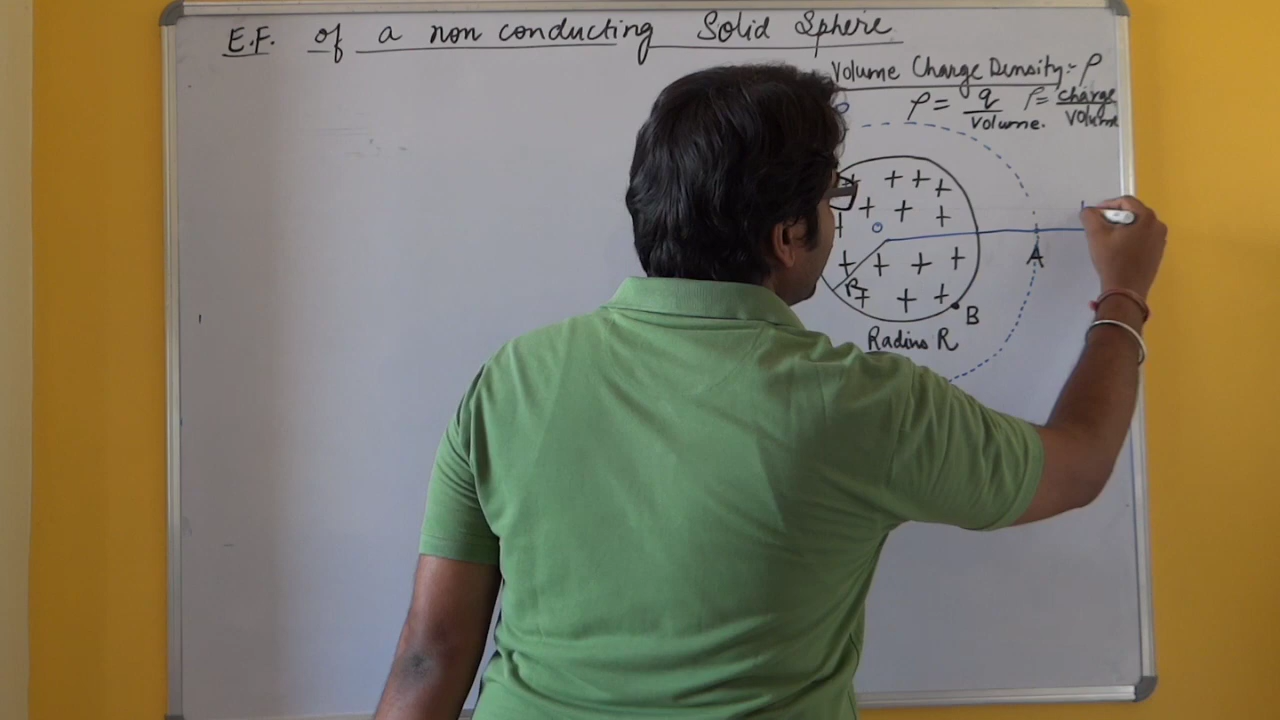 E.F. of a non conducting Solid Sphere
Volume Charge Density:- ρ
ρ = q/Volume. ρ = charge/Volume
O
A
R
B
Radius R